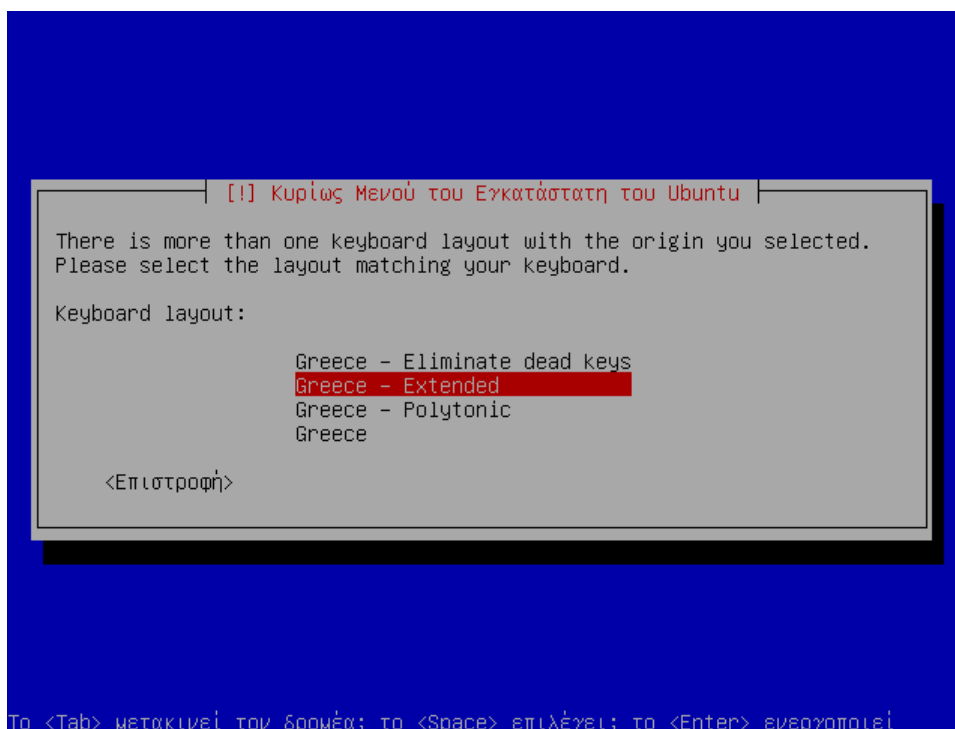 [!] Κυρίως Μενού του Εγκατάστατη του Ubuntu
There is more than one keyboard layout with the origin you selected.
Please select the layout matching your keyboard.
Keyboard layout:
Greece - Eliminate dead keys
Greece - Extended
Greece - Polytonic
Greece
<Επιστροφή>
Το <Tab> μετακινεί τον δρομέα; το <Space> επιλέγει; το <Enter> ενεργοποιεί